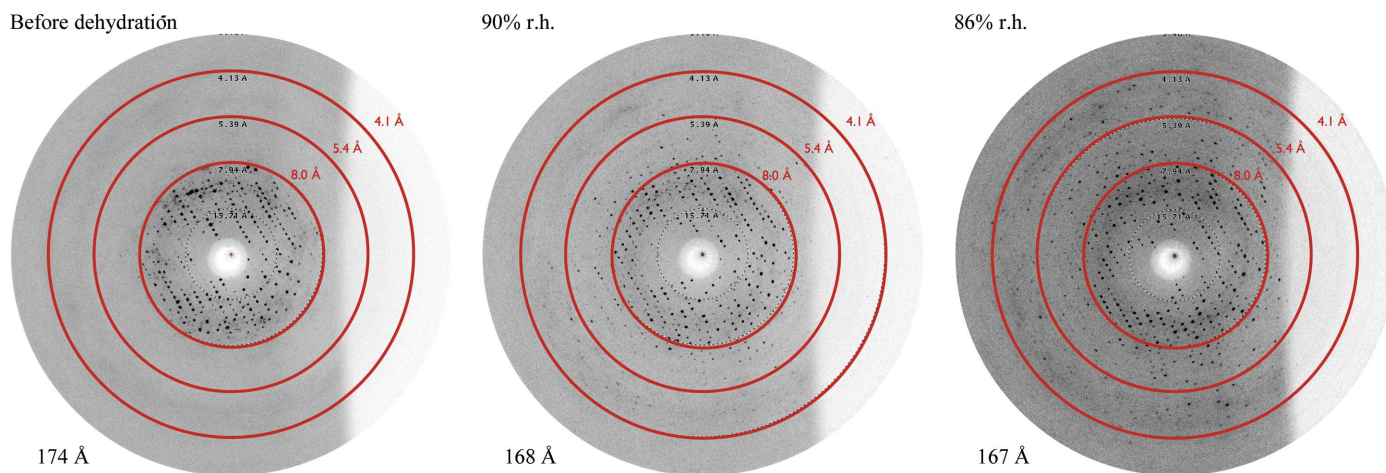 Before dehydration
90% r.h.
86% r.h.
4.13 A
5.39 A
7.94 A
15.71 A
4.1 Å
5.4 Å
8.0 Å
174 Å
4.13 A
5.39 A
7.94 A
15.71 A
4.1 Å
5.4 Å
8.0 Å
168 Å
4.13 A
5.39 A
7.94 A
15.71 A
4.1 Å
5.4 Å
8.0 Å
167 Å